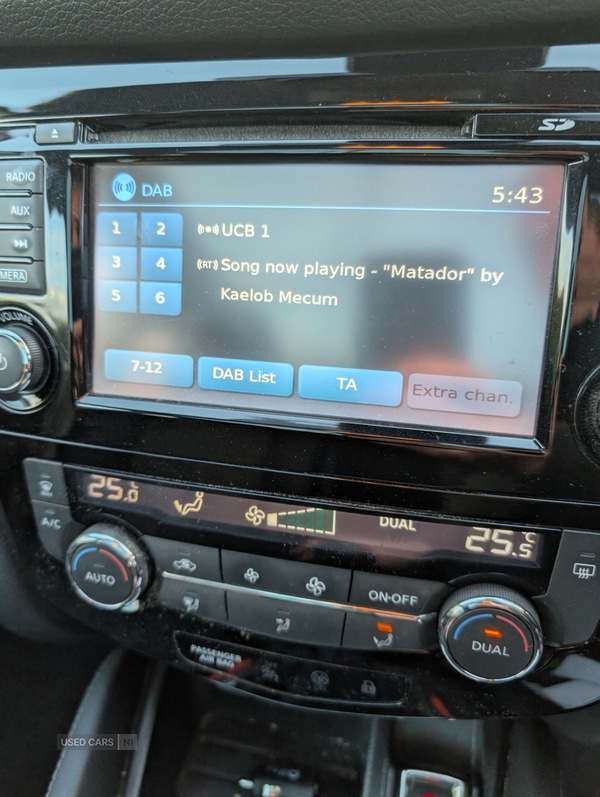 SD
RADIO
DAB
5:43
AUX
1 2
UCB 1
3 4
(RT) Song now playing - "Matador" by
5 6
Kaelob Mecum
VOLUME
7-12
DAB List
TA
Extra chan.
25.0
DUAL
25.5°C
A/C
AUTO
ON·OFF
DUAL
PASSENGER
AIR BAG
USED CARS NI